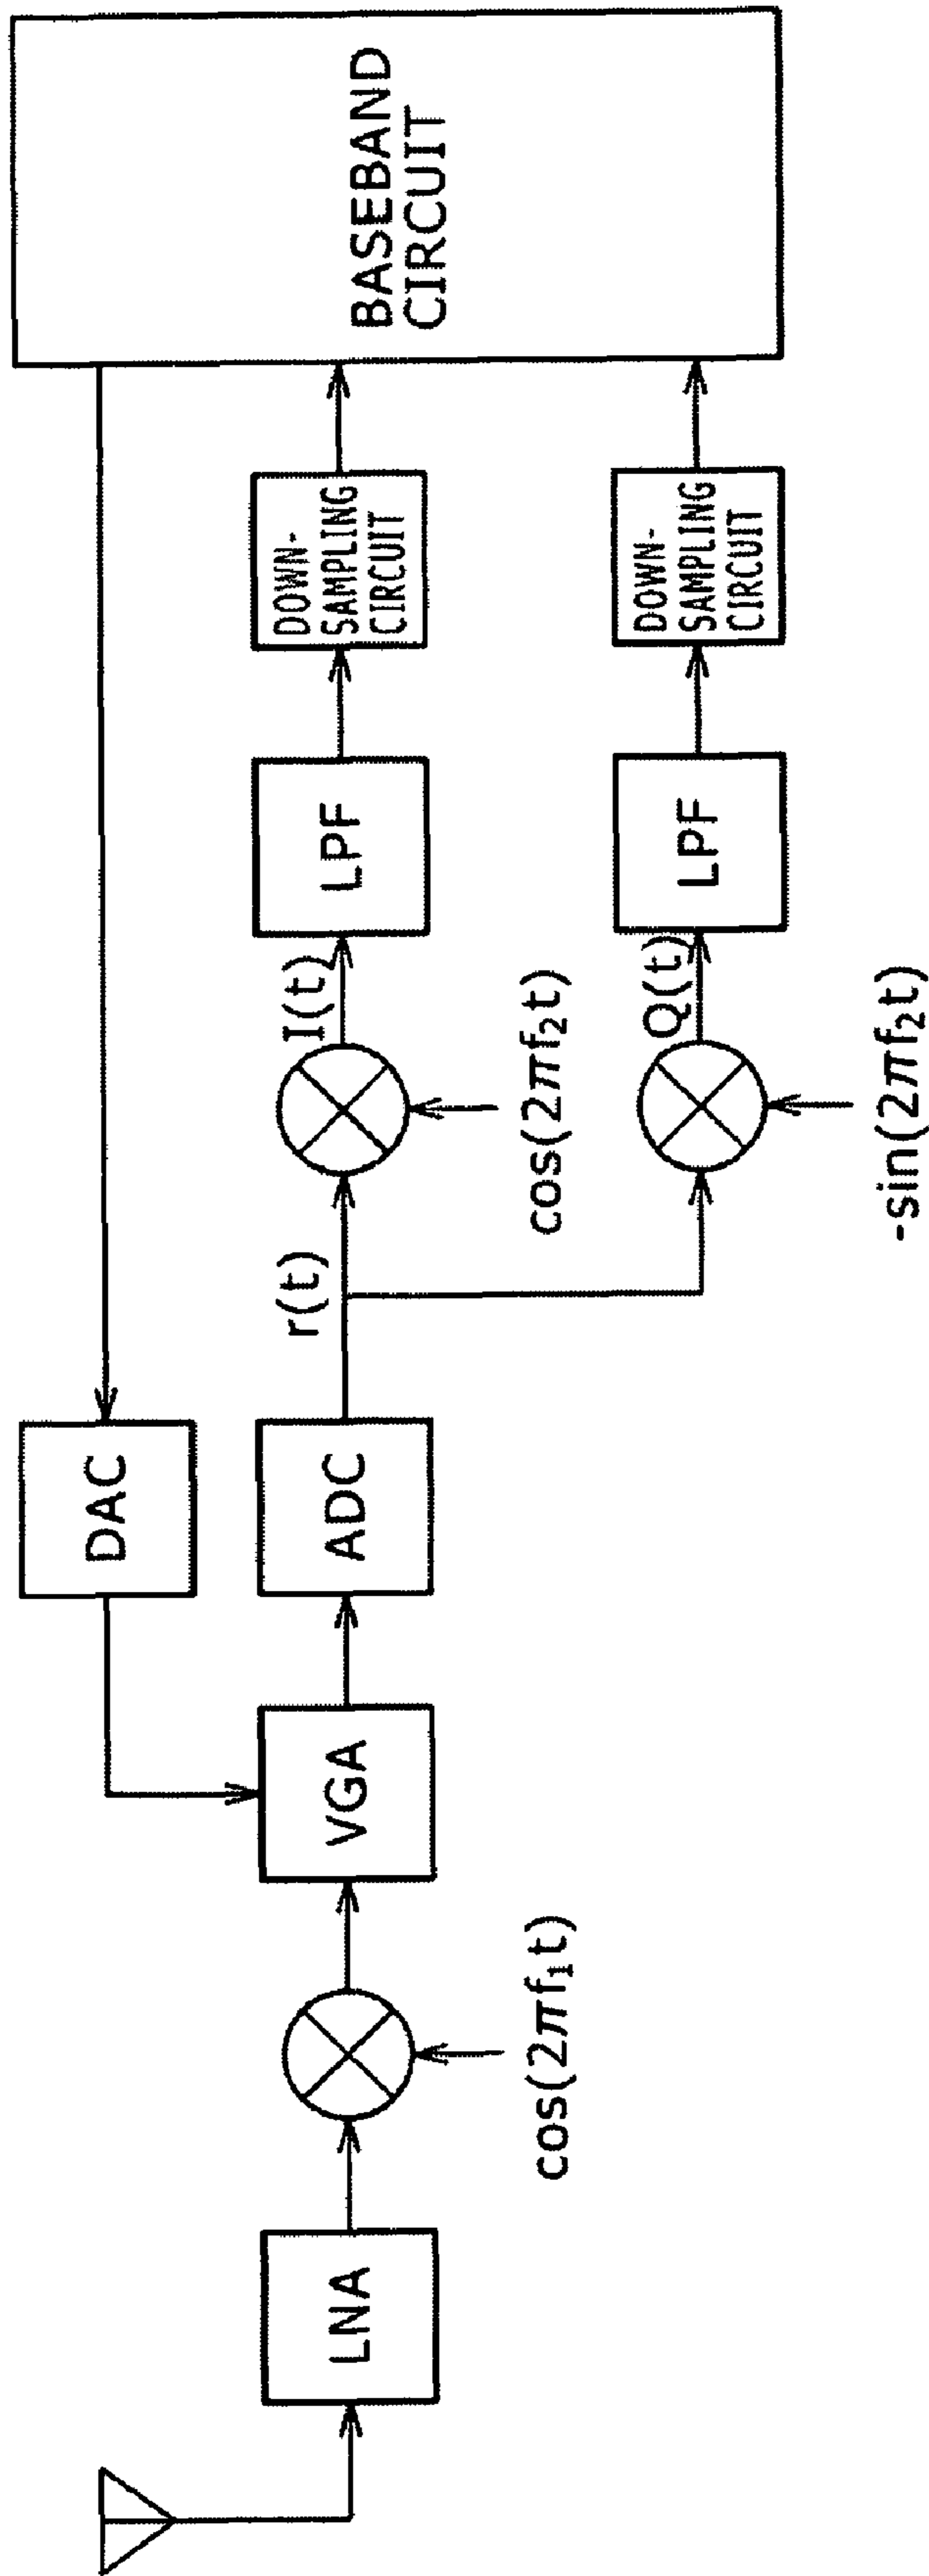 DAC
BASEBAND
CIRCUIT
LNA
cos(2πf₁t)
VGA
ADC
r(t)
I(t)
cos(2πf₂t)
LPF
DOWN-
SAMPLING
CIRCUIT
Q(t)
-sin(2πf₂t)
LPF
DOWN-
SAMPLING
CIRCUIT